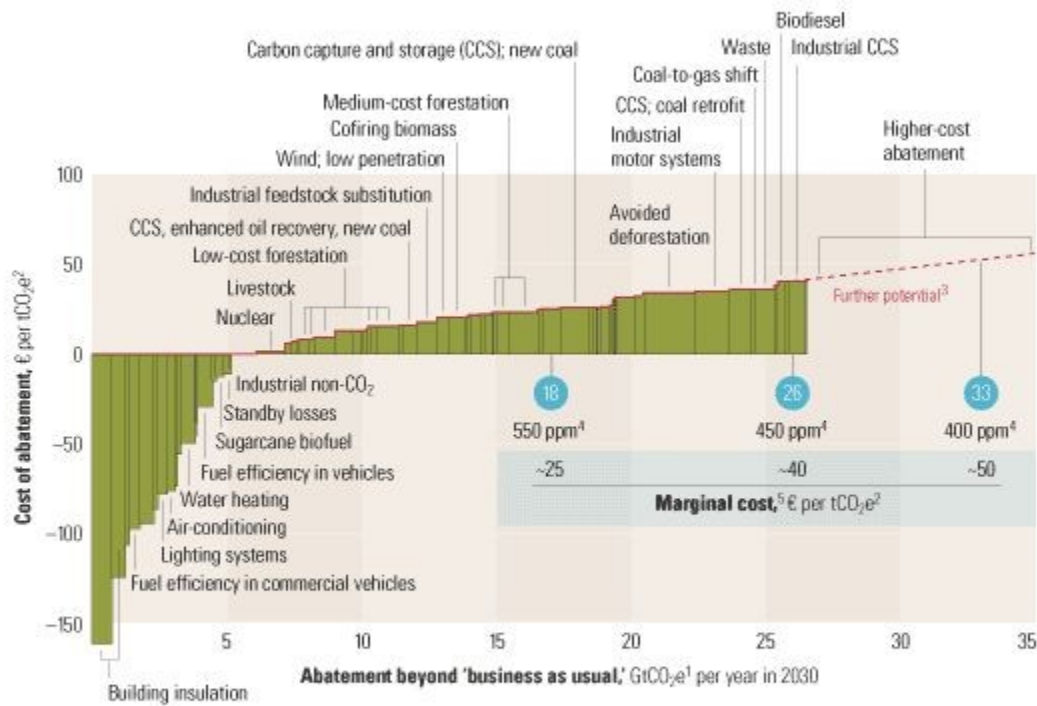 Biodiesel
Carbon capture and storage (CCS); new coal
Waste
Industrial CCS
Coal-to-gas shift
Medium-cost forestation
CCS; coal retrofit
Higher-cost
abatement
Cofiring biomass
Industrial
motor systems
Wind; low penetration
100
Industrial feedstock substitution
Avoided
deforestation
CCS, enhanced oil recovery, new coal
Low-cost forestation
50
Livestock
Further potential³
Nuclear
0
Industrial non-CO₂
18
26
33
Standby losses
550 ppm⁴
450 ppm⁴
400 ppm⁴
Sugarcane biofuel
–50
Fuel efficiency in vehicles
~25
~40
~50
Water heating
Marginal cost,⁵ € per tCO₂e²
Air-conditioning
–100
Lighting systems
Fuel efficiency in commercial vehicles
–150
Cost of abatement, € per tCO₂e²
5
10
15
20
25
30
35
Abatement beyond 'business as usual,' GtCO₂e¹ per year in 2030
Building insulation